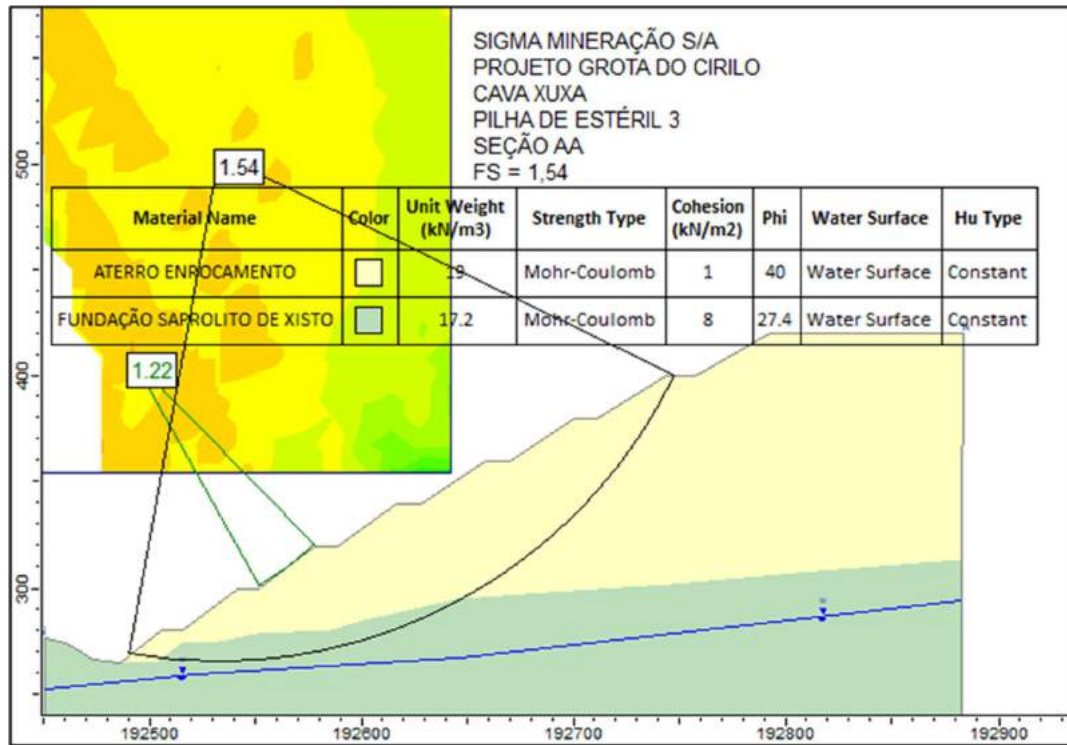 SIGMA MINERAÇÃO S/A
PROJETO GROTA DO CIRILO
CAVA XUXA
PILHA DE ESTÉRIL 3
SEÇÃO AA
FS = 1,54
1.54
Material Name Color Unit Weight (kN/m3) Strength Type Cohesion (kN/m2) Phi Water Surface Hu Type
ATERRO ENROCAMENTO 19 Mohr-Coulomb 1 40 Water Surface Constant
FUNDAÇÃO SAPROLITO DE XISTO 17.2 Mohr-Coulomb 8 27.4 Water Surface Constant
1.22
500
400
300
192500 192600 192700 192800 192900